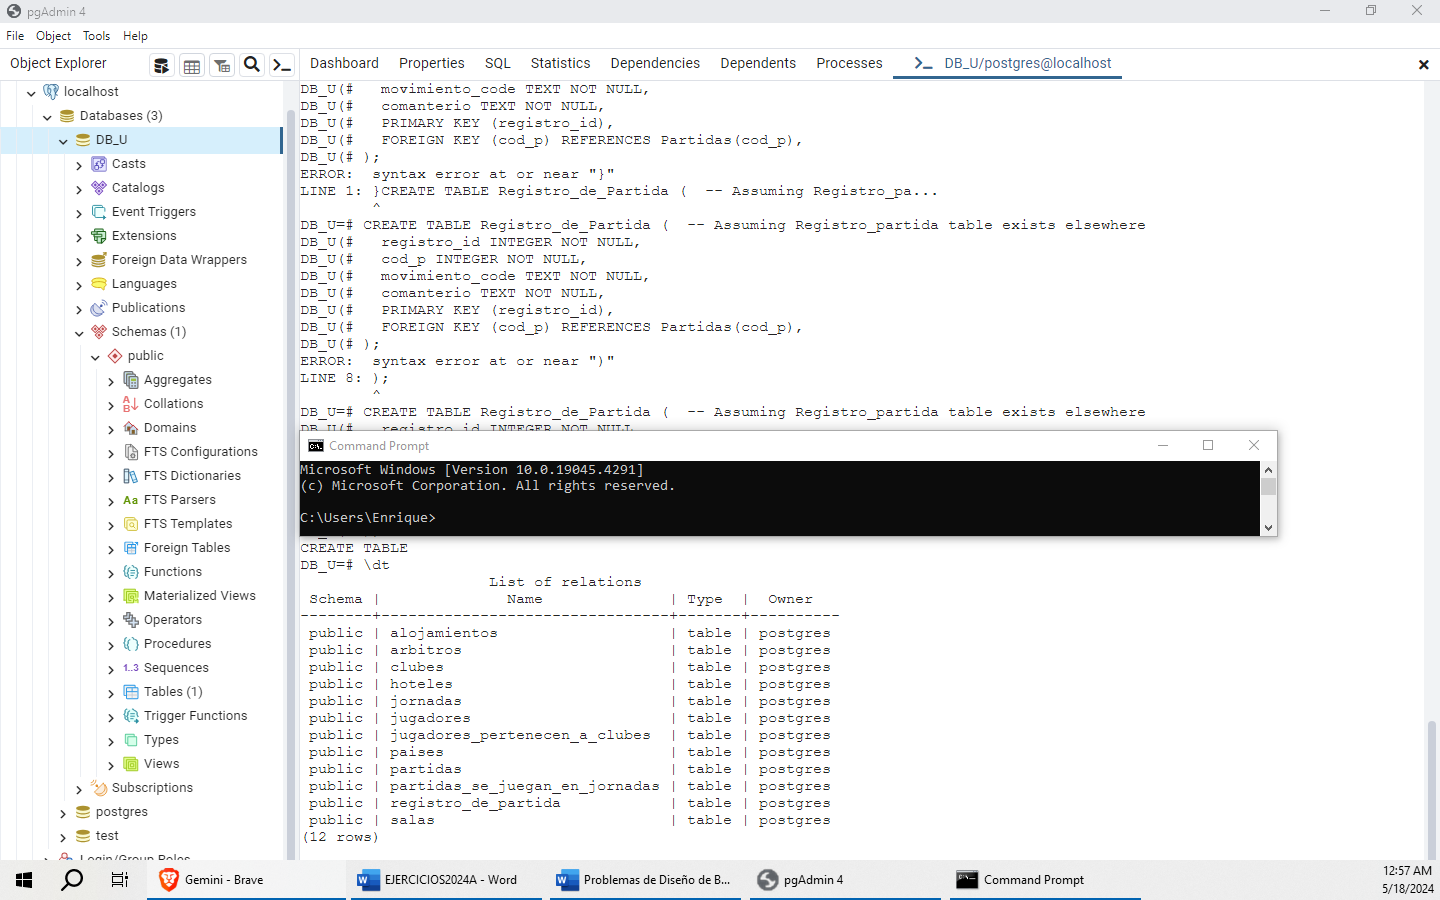 pgAdmin 4
File Object Tools Help
Object Explorer
Dashboard Properties SQL Statistics Dependencies Dependents Processes DB_U/postgres@localhost
localhost
Databases (3)
DB_U
Casts
Catalogs
Event Triggers
Extensions
Foreign Data Wrappers
Languages
Publications
Schemas (1)
public
Aggregates
Collations
Domains
FTS Configurations
FTS Dictionaries
Aa FTS Parsers
FTS Templates
Foreign Tables
Functions
Materialized Views
Operators
Procedures
1..3 Sequences
Tables (1)
Trigger Functions
Types
Views
Subscriptions
postgres
test
Login/Group Roles
DB_U(#   movimiento_code TEXT NOT NULL,
DB_U(#   comanterio TEXT NOT NULL,
DB_U(#   PRIMARY KEY (registro_id),
DB_U(#   FOREIGN KEY (cod_p) REFERENCES Partidas(cod_p),
DB_U(# );
ERROR:  syntax error at or near "}"
LINE 1: }CREATE TABLE Registro_de_Partida (  -- Assuming Registro_pa...
^
DB_U=# CREATE TABLE Registro_de_Partida (  -- Assuming Registro_partida table exists elsewhere
DB_U(#   registro_id INTEGER NOT NULL,
DB_U(#   cod_p INTEGER NOT NULL,
DB_U(#   movimiento_code TEXT NOT NULL,
DB_U(#   comanterio TEXT NOT NULL,
DB_U(#   PRIMARY KEY (registro_id),
DB_U(#   FOREIGN KEY (cod_p) REFERENCES Partidas(cod_p),
DB_U(# );
ERROR:  syntax error at or near ")"
LINE 8: );
^
DB_U=# CREATE TABLE Registro_de_Partida (  -- Assuming Registro_partida table exists elsewhere
DB_U(#   registro_id INTEGER NOT NULL
Command Prompt
Microsoft Windows [Version 10.0.19045.4291]
(c) Microsoft Corporation. All rights reserved.
C:\Users\Enrique>
CREATE TABLE
DB_U=# \dt
List of relations
Schema | Name | Type | Owner
--------+--------------------------------+-------+----------
public | alojamientos | table | postgres
public | arbitros | table | postgres
public | clubes | table | postgres
public | hoteles | table | postgres
public | jornadas | table | postgres
public | jugadores | table | postgres
public | jugadores_pertenecen_a_clubes | table | postgres
public | paises | table | postgres
public | partidas | table | postgres
public | partidas_se_juegan_en_jornadas | table | postgres
public | registro_de_partida | table | postgres
public | salas | table | postgres
(12 rows)
Gemini - Brave
EJERCICIOS2024A - Word
Problemas de Diseño de B...
pgAdmin 4
Command Prompt
12:57 AM
5/18/2024